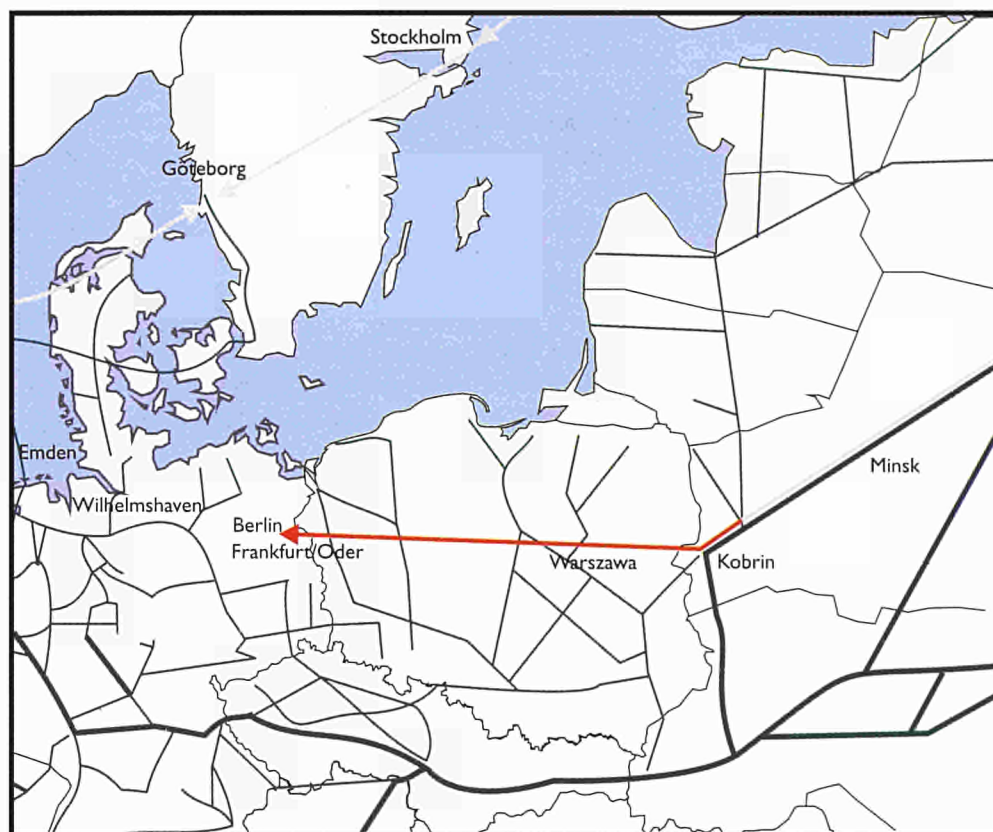 Stockholm
Göteborg
Emden
Minsk
Wilhelmshaven
Berlin
Frankfurt/Oder
Warszawa
Kobrin